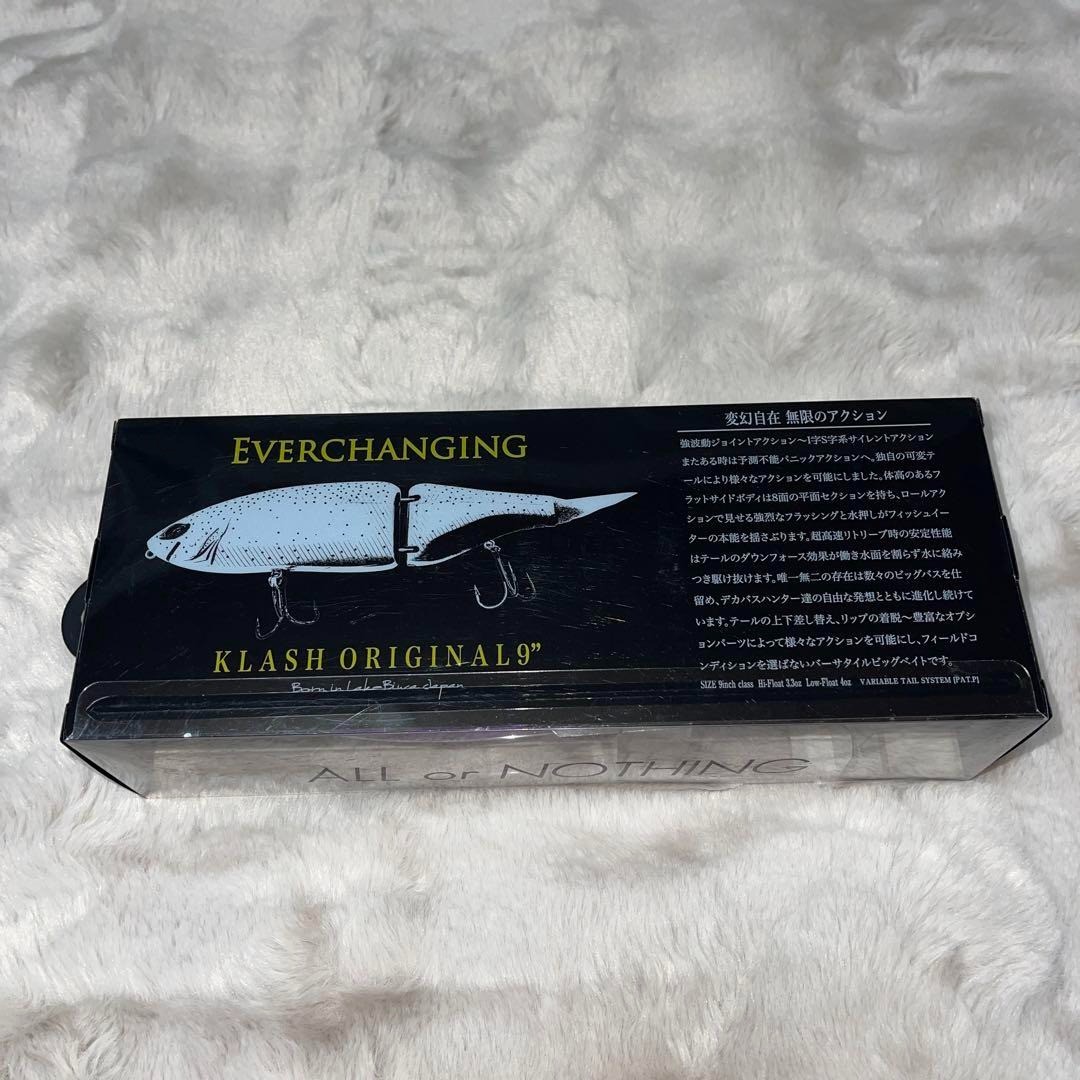 EVERCHANGING
KLASH ORIGINAL 9”
Born in Lake Biwa Japan
変幻自在 無限のアクション
強波動ジョイントアクション〜I字S字系サイレントアクション
またある時は予測不能パニックアクションへ。独自の可変テ
ールにより様々なアクションを可能にしました。体高のあるフ
ラットサイドボディは8面の平面セクションを持ち、ロールアク
ションで見せる強烈なフラッシングと水押しがフィッシュイー
ターの本能を揺さぶります。超高速リトリーブ時の安定性能
はテールのダウンフォース効果が働き水面を割らず水に絡み
つき駆け抜けます。唯一無二の存在は数々のビッグバスを仕
留め、デカバスハンター達の自由な発想とともに進化し続けて
います。テールの上下差し替え、リップの着脱〜豊富なオプシ
ョンパーツによって様々なアクションを可能にし、フィールドコ
ンディションを選ばないバーサタイルビッグベイトです。
SIZE 9inch class Hi-Float 3.3oz Low-Float 4oz VARIABLE TAIL SYSTEM [PAT.P]
ALL or NOTHING